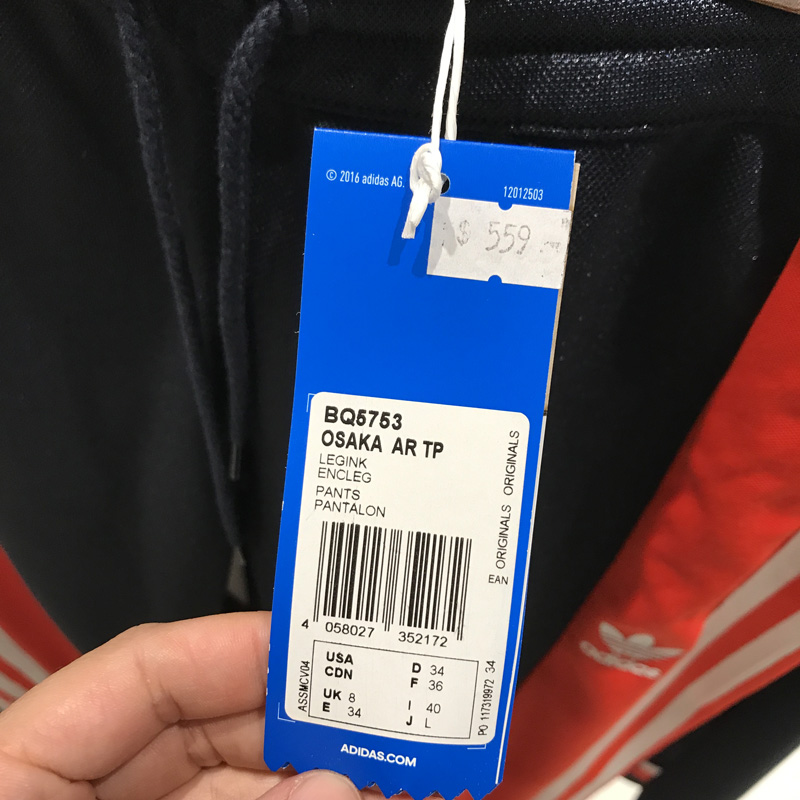 © 2016 adidas AG.
12012503
$ 559
BQ5753
OSAKA AR TP
LEGINK
ENCLEG
PANTS
PANTALON
ORIGINALS ORIGINALS
EAN
4 058027 352172
USA
CDN
UK 8
E 34
D 34
F 36
I 40
J L
ASSMCV04
PO 117319972 34
ADIDAS.COM
adidas